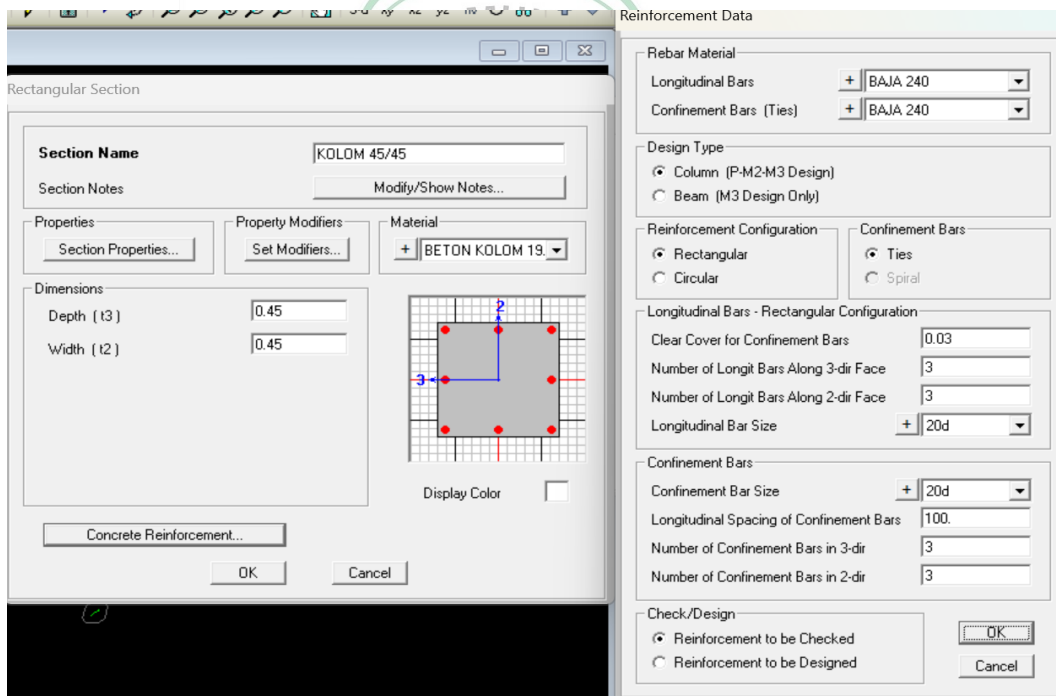 Rectangular Section
Section Name KOLOM 45/45
Section Notes Modify/Show Notes...
Properties Property Modifiers Material
Section Properties... Set Modifiers... + BETON KOLOM 19.
Dimensions
Depth ( t3 ) 0.45
Width ( t2 ) 0.45
2
3
Display Color
Concrete Reinforcement...
OK Cancel
Reinforcement Data
Rebar Material
Longitudinal Bars + BAJA 240
Confinement Bars (Ties) + BAJA 240
Design Type
Column (P-M2-M3 Design)
Beam (M3 Design Only)
Reinforcement Configuration Confinement Bars
Rectangular Ties
Circular Spiral
Longitudinal Bars - Rectangular Configuration
Clear Cover for Confinement Bars 0.03
Number of Longit Bars Along 3-dir Face 3
Number of Longit Bars Along 2-dir Face 3
Longitudinal Bar Size + 20d
Confinement Bars
Confinement Bar Size + 20d
Longitudinal Spacing of Confinement Bars 100.
Number of Confinement Bars in 3-dir 3
Number of Confinement Bars in 2-dir 3
Check/Design
Reinforcement to be Checked
Reinforcement to be Designed
OK
Cancel